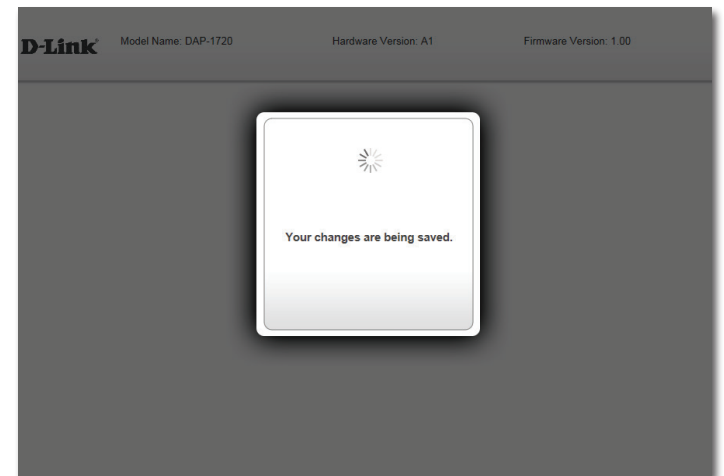 D-Link Model Name: DAP-1720 Hardware Version: A1 Firmware Version: 1.00
Your changes are being saved.